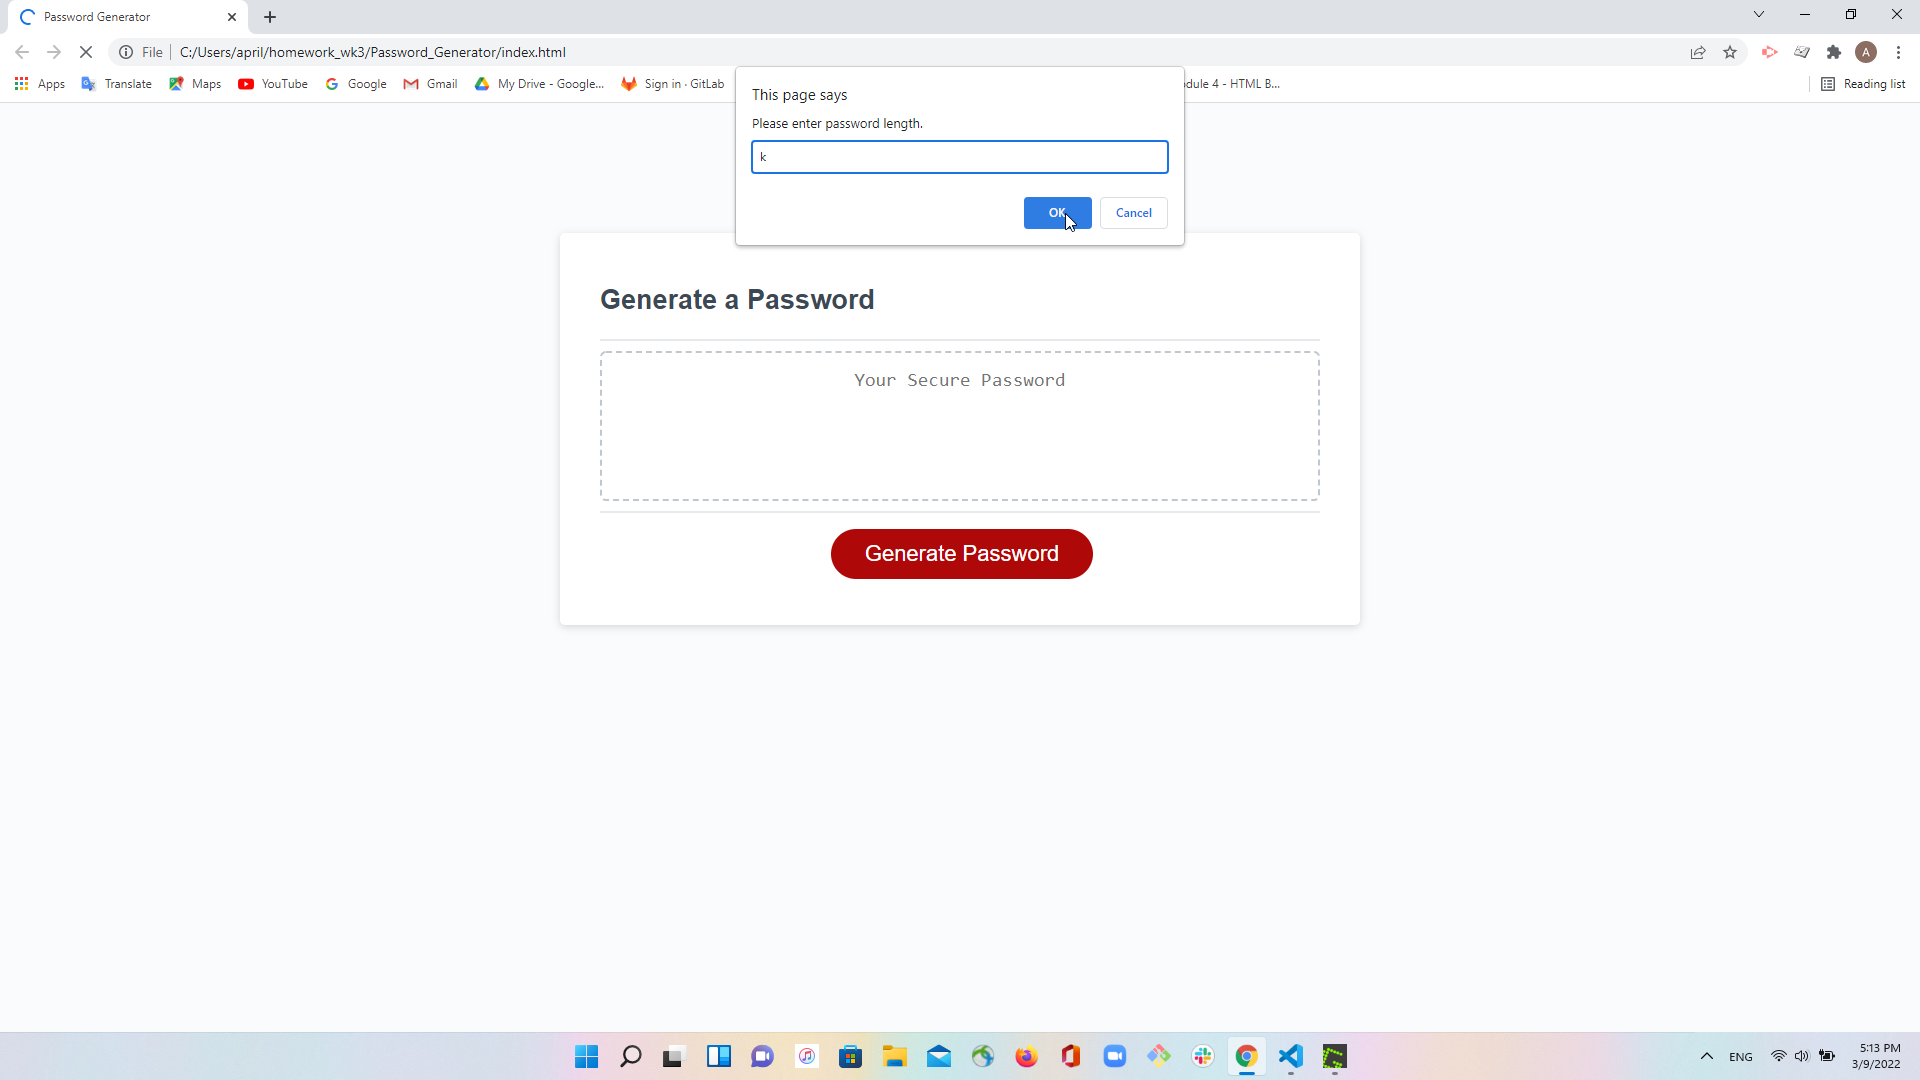 Password Generator
File
C:/Users/april/homework_wk3/Password_Generator/index.html
A
Apps
Translate
Maps
YouTube
Google
Gmail
My Drive - Google...
Sign in · GitLab
dule 4 - HTML B...
Reading list
This page says
Please enter password length.
k
OK
Cancel
Generate a Password
Your Secure Password
Generate Password
ENG
5:13 PM
3/9/2022